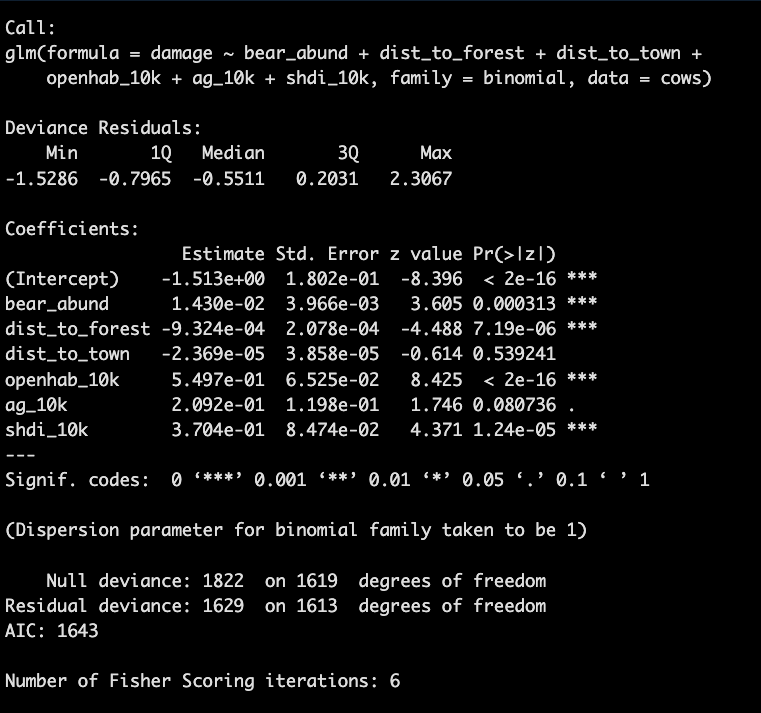 Call:
glm(formula = damage ~ bear_abund + dist_to_forest + dist_to_town +
    openhab_10k + ag_10k + shdi_10k, family = binomial, data = cows)

Deviance Residuals:
    Min       1Q   Median       3Q      Max
-1.5286  -0.7965  -0.5511   0.2031   2.3067

Coefficients:
                 Estimate Std. Error z value Pr(>|z|)
(Intercept)    -1.513e+00  1.802e-01  -8.396  < 2e-16 ***
bear_abund      1.430e-02  3.966e-03   3.605 0.000313 ***
dist_to_forest -9.324e-04  2.078e-04  -4.488 7.19e-06 ***
dist_to_town   -2.369e-05  3.858e-05  -0.614 0.539241
openhab_10k     5.497e-01  6.525e-02   8.425  < 2e-16 ***
ag_10k          2.092e-01  1.198e-01   1.746 0.080736 .
shdi_10k        3.704e-01  8.474e-02   4.371 1.24e-05 ***
---
Signif. codes:  0 ‘***’ 0.001 ‘**’ 0.01 ‘*’ 0.05 ‘.’ 0.1 ‘ ’ 1

(Dispersion parameter for binomial family taken to be 1)

    Null deviance: 1822  on 1619  degrees of freedom
Residual deviance: 1629  on 1613  degrees of freedom
AIC: 1643

Number of Fisher Scoring iterations: 6